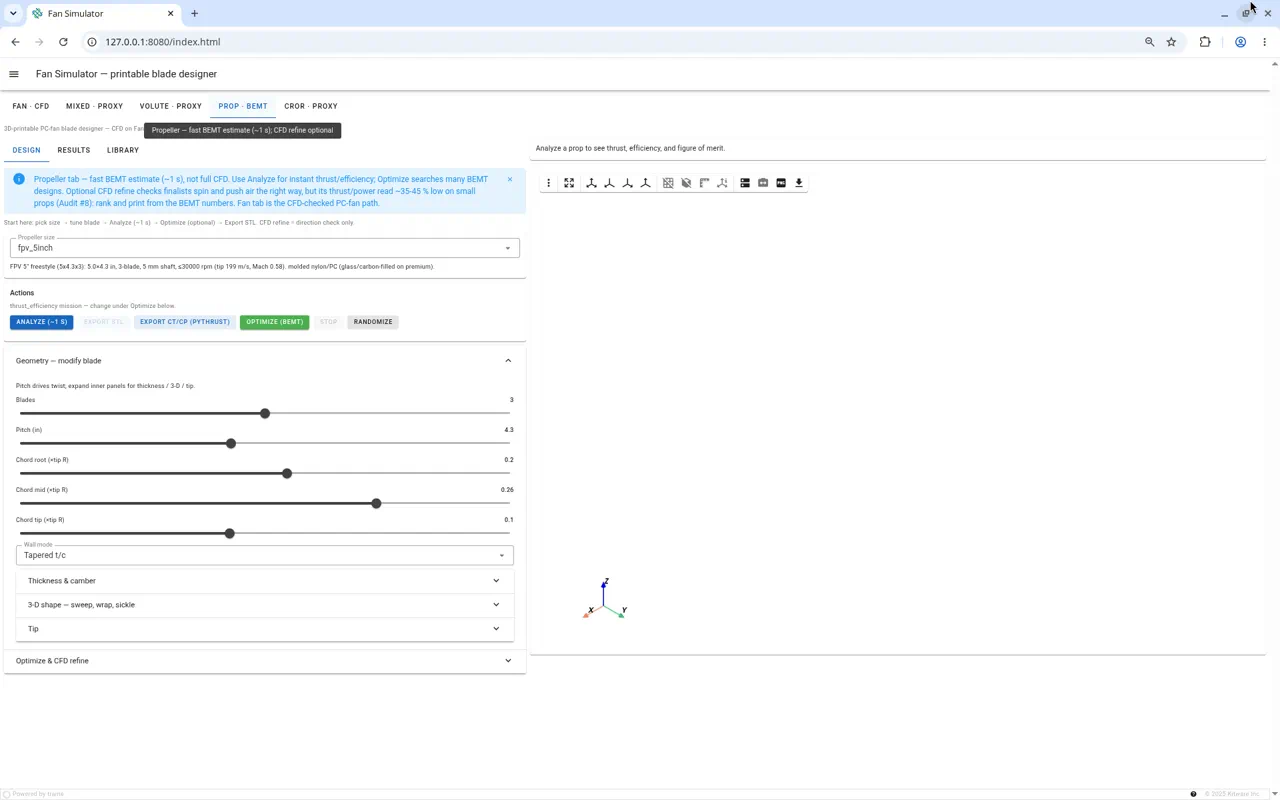 Fan Simulator
127.0.0.1:8080/index.html
Fan Simulator — printable blade designer
FAN · CFD
MIXED · PROXY
VOLUTE · PROXY
PROP · BEMT
CROR · PROXY
3D-printable PC-fan blade designer — CFD on Fan
Propeller — fast BEMT estimate (~1 s); CFD refine optional
DESIGN
RESULTS
LIBRARY
Propeller tab — fast BEMT estimate (~1 s), not full CFD. Use Analyze for instant thrust/efficiency; Optimize searches many BEMT
designs. Optional CFD refine checks finalists spin and push air the right way, but its thrust/power read ~35-45 % low on small
props (Audit #8): rank and print from the BEMT numbers. Fan tab is the CFD-checked PC-fan path.
Start here: pick size → tune blade → Analyze (~1 s) → Optimize (optional) → Export STL. CFD refine = direction check only.
Propeller size
fpv_5inch
FPV 5" freestyle (5x4.3x3): 5.0×4.3 in, 3-blade, 5 mm shaft, ≤30000 rpm (tip 199 m/s, Mach 0.58). molded nylon/PC (glass/carbon-filled on premium).
Actions
thrust_efficiency mission — change under Optimize below.
ANALYZE (~1 S)
EXPORT STL
EXPORT CT/CP (PYTHRUST)
OPTIMIZE (BEMT)
STOP
RANDOMIZE
Geometry — modify blade
Pitch drives twist; expand inner panels for thickness / 3-D / tip.
Blades 3
Pitch (in) 4.3
Chord root (×tip R) 0.2
Chord mid (×tip R) 0.26
Chord tip (×tip R) 0.1
Wall mode
Tapered t/c
Thickness & camber
3-D shape — sweep, wrap, sickle
Tip
Optimize & CFD refine
Analyze a prop to see thrust, efficiency, and figure of merit.
Z
X
Y
Powered by trame
© 2025 Kitware Inc.